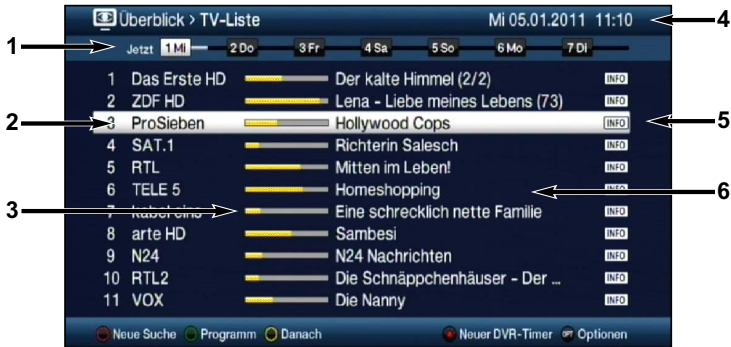 Überblick > TV-Liste Mi 05.01.2011 11:10 4
1 Jetzt 1 Mi 2 Do 3 Fr 4 Sa 5 So 6 Mo 7 Di
1 Das Erste HD Der kalte Himmel (2/2) INFO
2 ZDF HD Lena - Liebe meines Lebens (73) INFO
2 3 ProSieben Hollywood Cops INFO 5
4 SAT.1 Richterin Salesch INFO
5 RTL Mitten im Leben! INFO
6 TELE 5 Homeshopping INFO 6
3 7 kabel eins Eine schrecklich nette Familie INFO
8 arte HD Sambesi INFO
9 N24 N24 Nachrichten INFO
10 RTL2 Die Schnäppchenhäuser - Der ... INFO
11 VOX Die Nanny INFO
Neue Suche Programm Danach Neuer DVR-Timer OPT Optionen